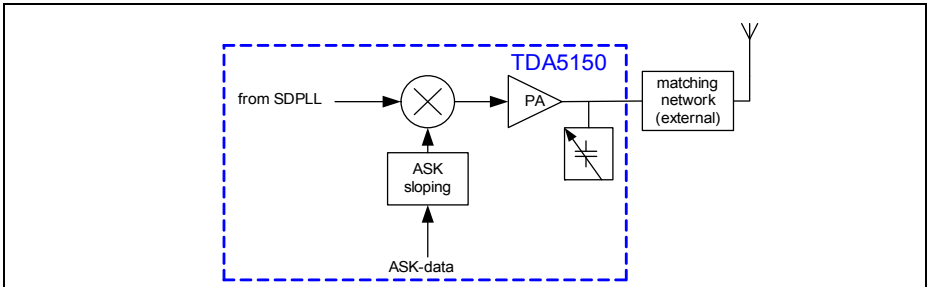 TDA5150
from SDPLL
PA
matching
network
(external)
ASK
sloping
ASK-data